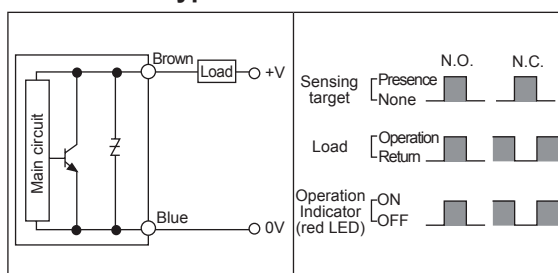 Brown
Load
+V
Main circuit
Blue
0V
N.O.
N.C.
Sensing
target
Presence
None
Load
Operation
Return
Operation
Indicator
(red LED)
ON
OFF